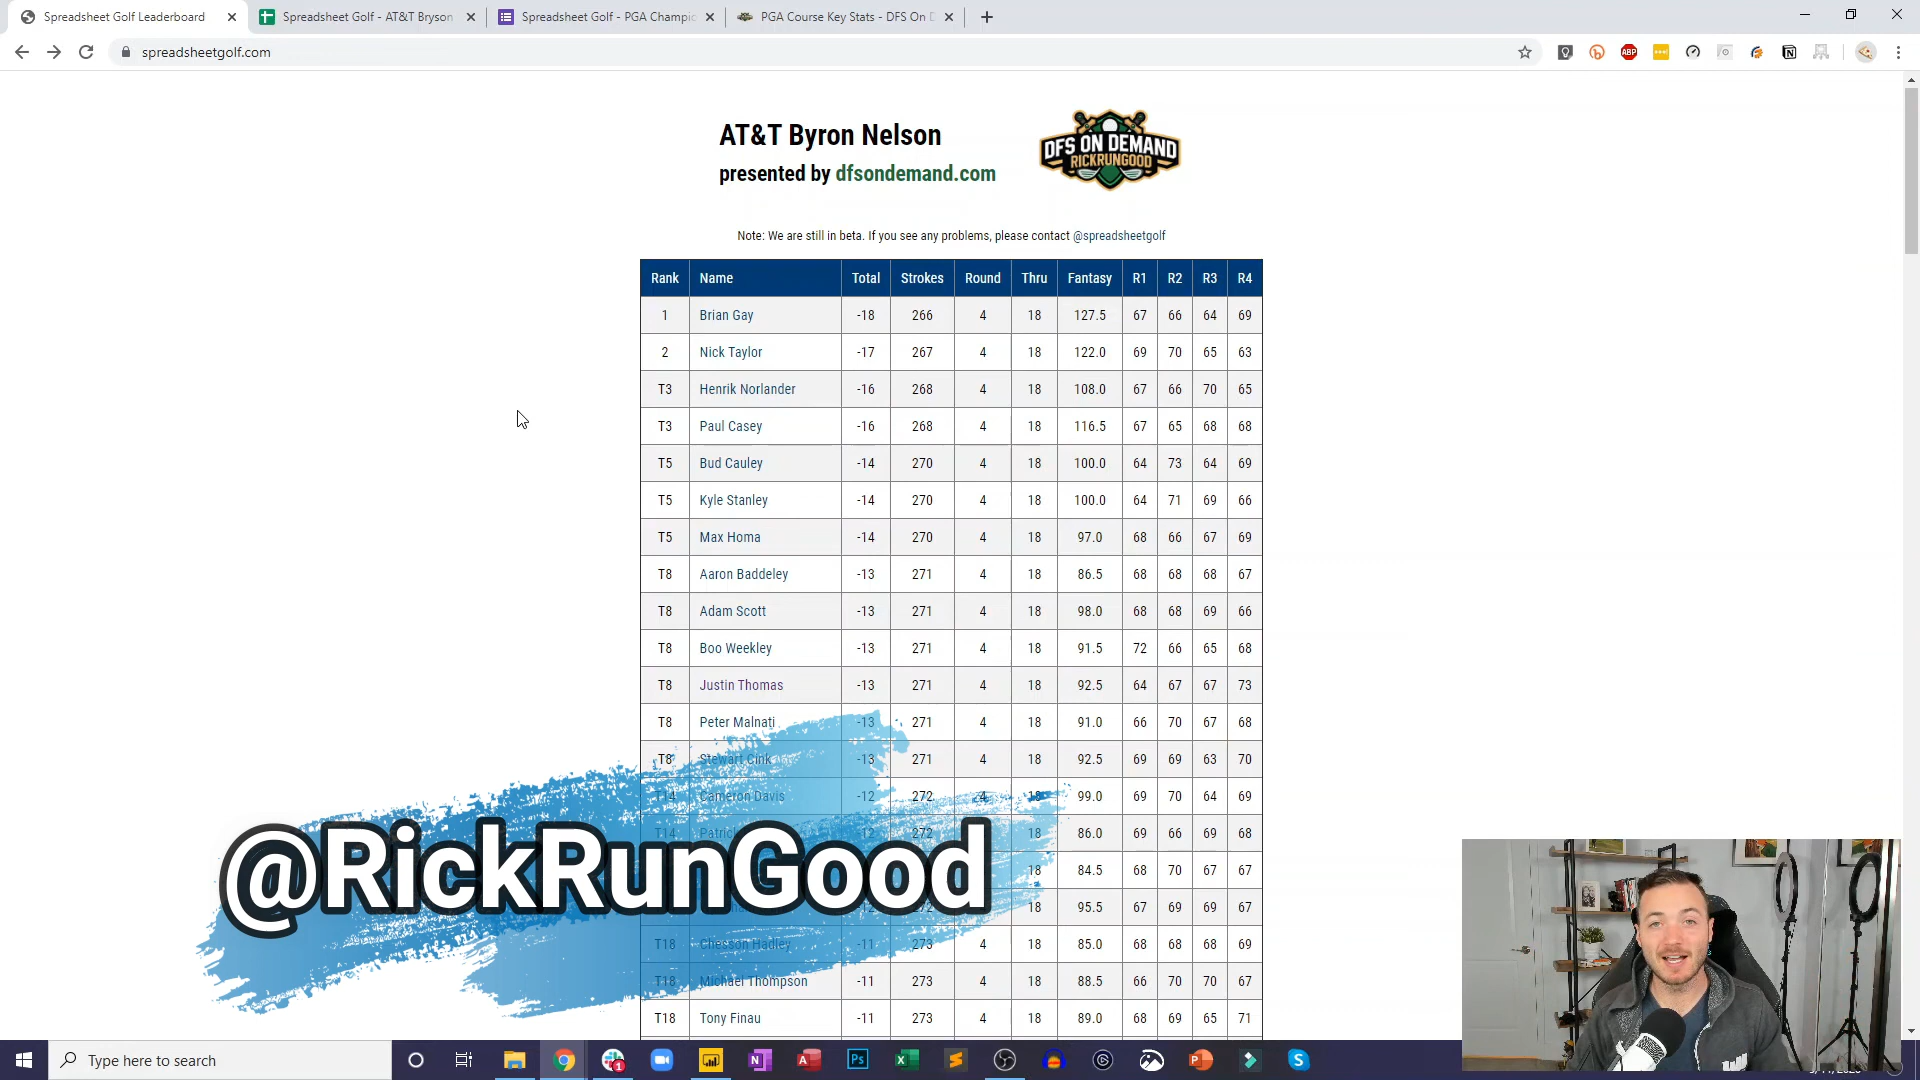 Spreadsheet Golf Leaderboard
Spreadsheet Golf - AT&T Bryson
Spreadsheet Golf - PGA Champi
PGA Course Key Stats - DFS On D
spreadsheetgolf.com
ABP
AT&T Byron Nelson
presented by dfsondemand.com
DFS ON DEMAND
RICKRUNGOOD
Note: We are still in beta. If you see any problems, please contact @spreadsheetgolf
Rank Name Total Strokes Round Thru Fantasy R1 R2 R3 R4
1 Brian Gay -18 266 4 18 127.5 67 66 64 69
2 Nick Taylor -17 267 4 18 122.0 69 70 65 63
T3 Henrik Norlander -16 268 4 18 108.0 67 66 70 65
T3 Paul Casey -16 268 4 18 116.5 67 65 68 68
T5 Bud Cauley -14 270 4 18 100.0 64 73 64 69
T5 Kyle Stanley -14 270 4 18 100.0 64 71 69 66
T5 Max Homa -14 270 4 18 97.0 68 66 67 69
T8 Aaron Baddeley -13 271 4 18 86.5 68 68 68 67
T8 Adam Scott -13 271 4 18 98.0 68 68 69 66
T8 Boo Weekley -13 271 4 18 91.5 72 66 65 68
T8 Justin Thomas -13 271 4 18 92.5 64 67 67 73
T8 Peter Malnati -13 271 4 18 91.0 66 70 67 68
T8 Stewart Cink -13 271 4 18 92.5 69 69 63 70
T14 Cameron Davis -12 272 4 18 99.0 69 70 64 69
T14 -12 272 18 86.0 69 66 69 68
18 84.5 68 70 67 67
18 95.5 67 69 69 67
@RickRunGood
T18 Chesson Hadley -11 273 4 18 85.0 68 68 68 69
T18 Michael Thompson -11 273 4 18 88.5 66 70 70 67
T18 Tony Finau -11 273 4 18 89.0 68 69 65 71
Type here to search